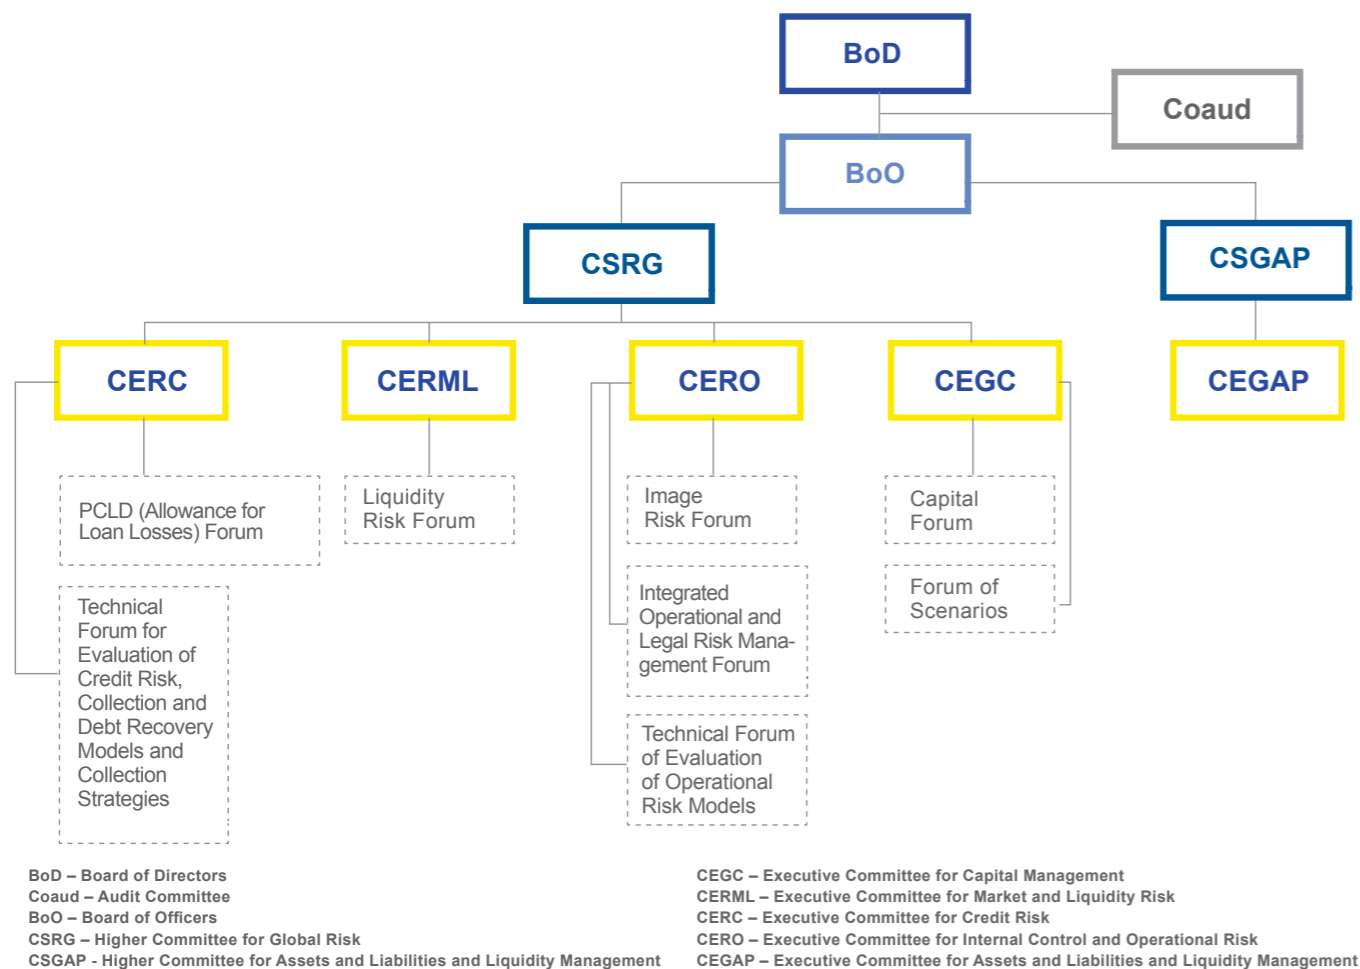 BoD
Coaud
BoO
CSRG
CSGAP
CERC
CERML
CERO
CEGC
CEGAP
PCLD (Allowance for
Loan Losses) Forum
Technical
Forum for
Evaluation of
Credit Risk,
Collection and
Debt Recovery
Models and
Collection
Strategies
Liquidity
Risk Forum
Image
Risk Forum
Integrated
Operational and
Legal Risk Mana-
gement Forum
Technical Forum
of Evaluation
of Operational
Risk Models
Capital
Forum
Forum of
Scenarios
BoD – Board of Directors
Coaud – Audit Committee
BoO – Board of Officers
CSRG – Higher Committee for Global Risk
CSGAP - Higher Committee for Assets and Liabilities and Liquidity Management
CEGC – Executive Committee for Capital Management
CERML – Executive Committee for Market and Liquidity Risk
CERC – Executive Committee for Credit Risk
CERO – Executive Committee for Internal Control and Operational Risk
CEGAP – Executive Committee for Assets and Liabilities and Liquidity Management